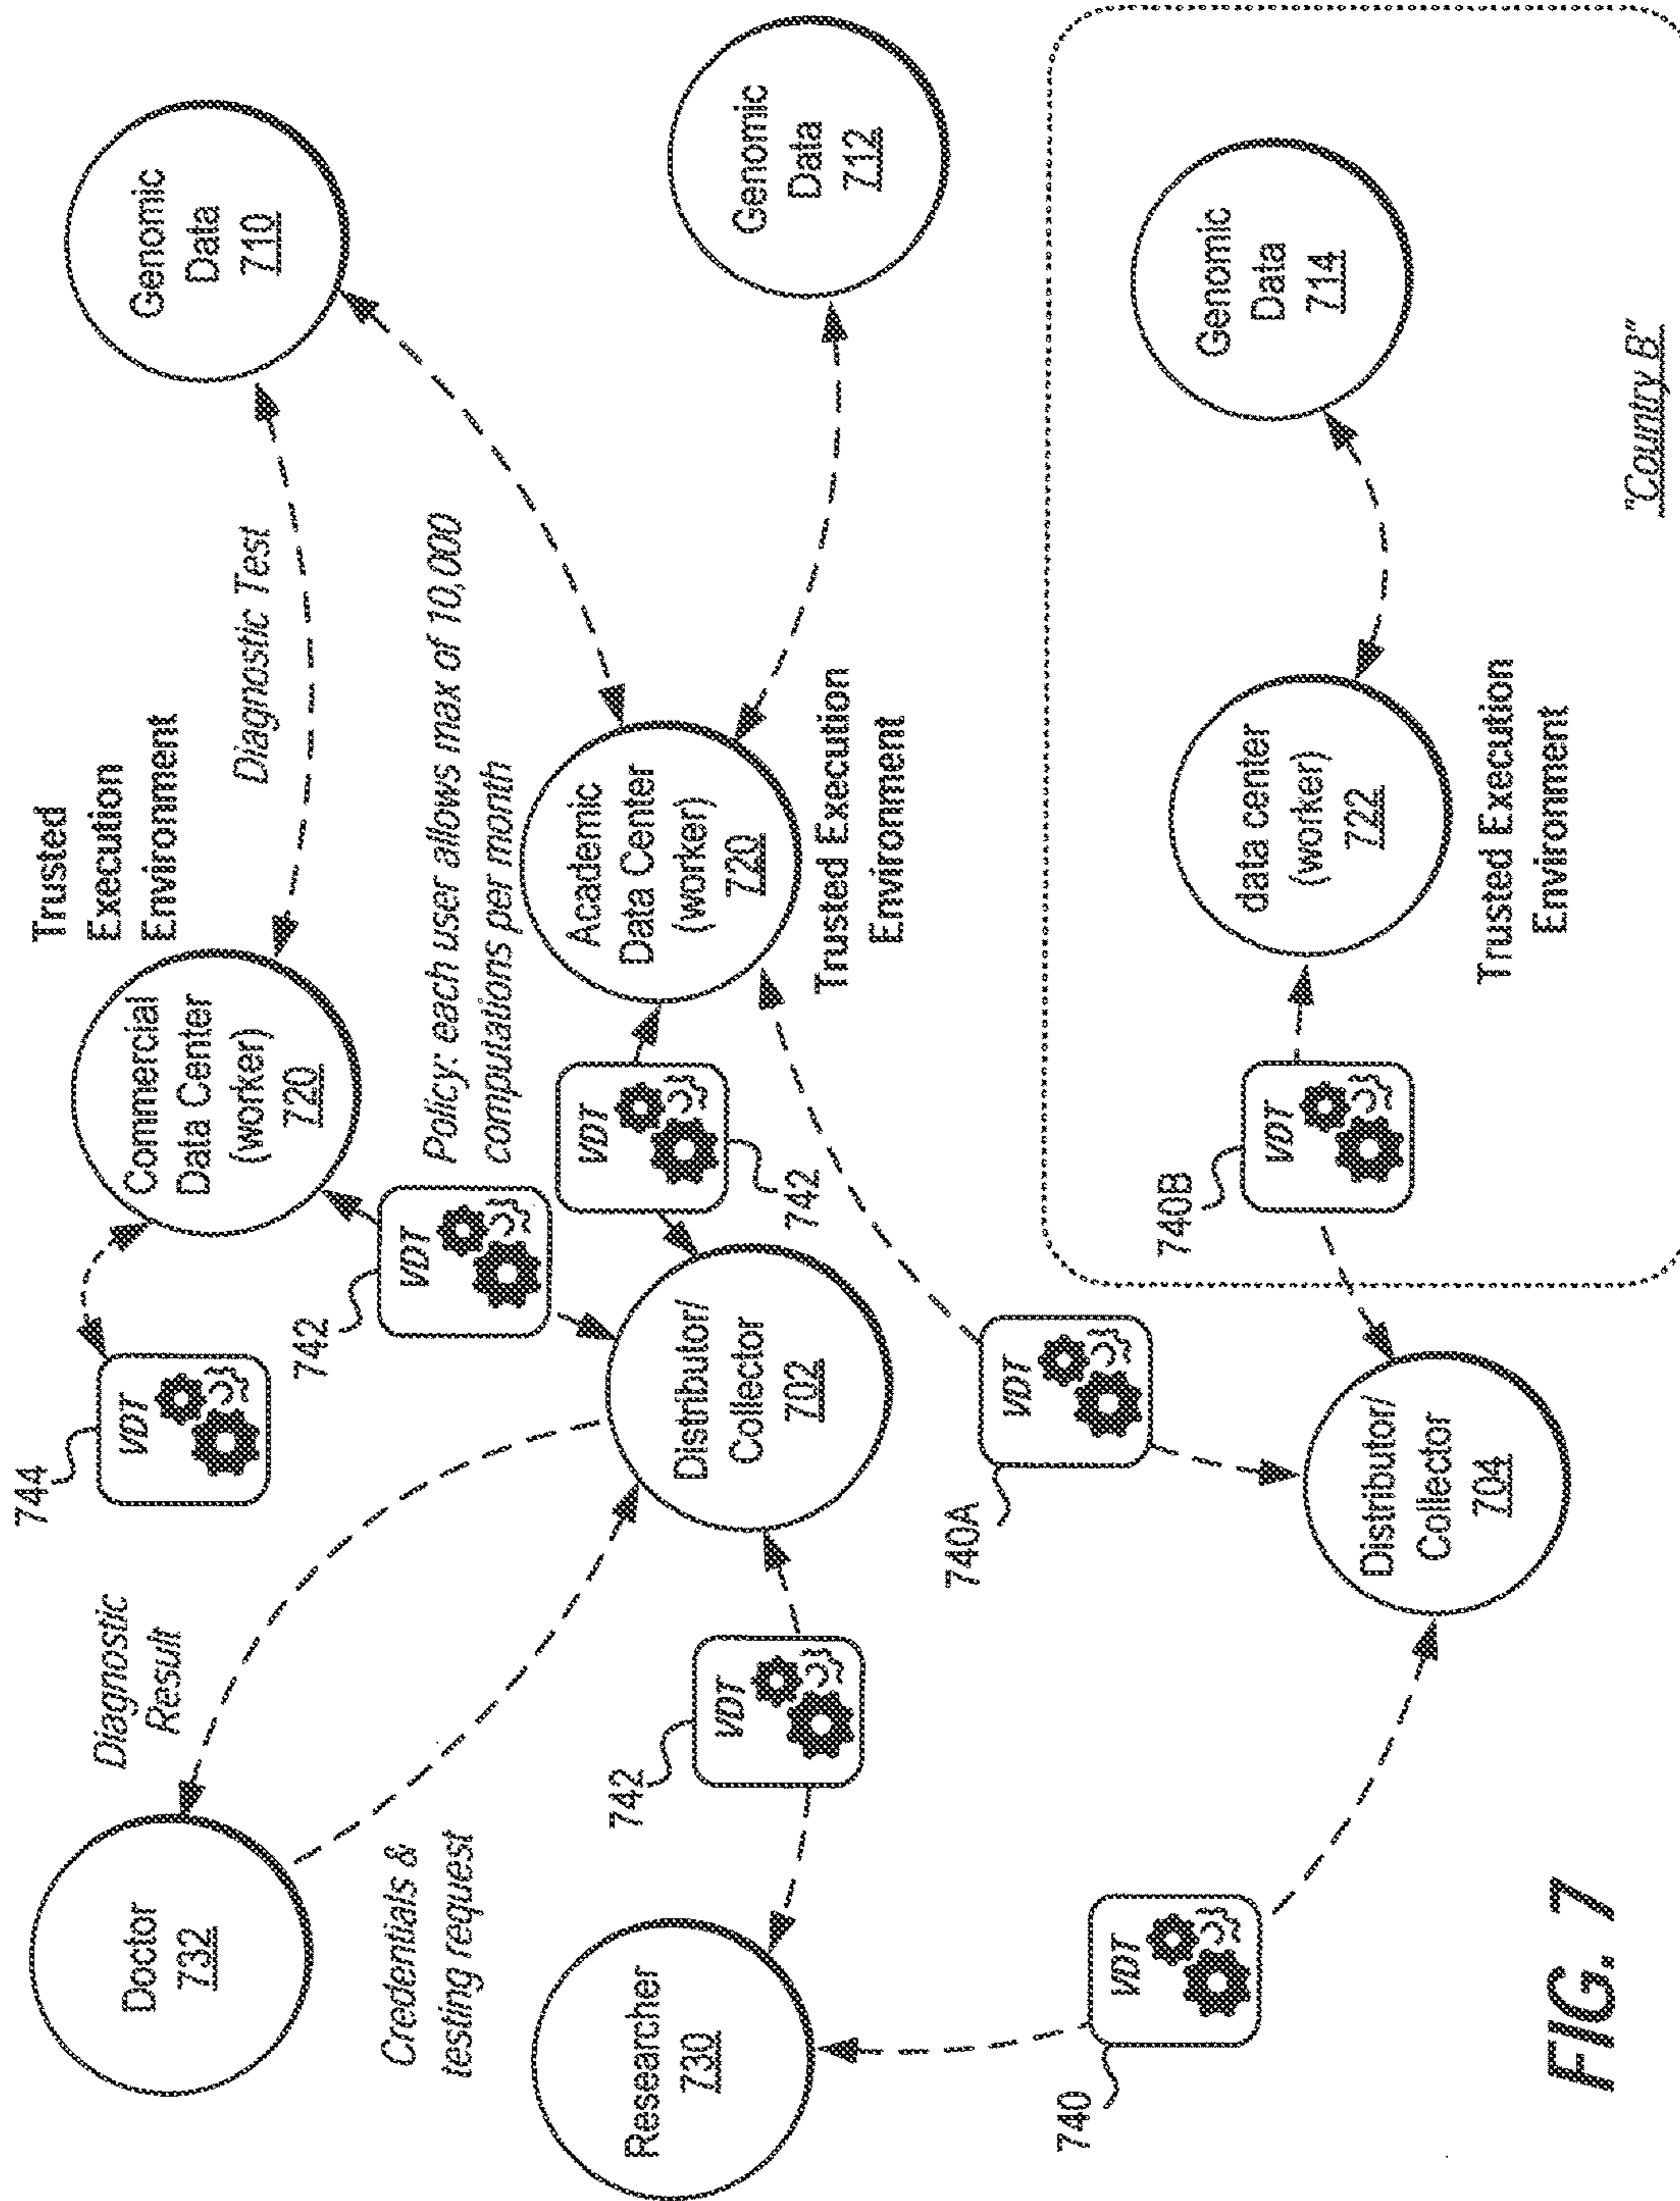 Doctor
732
Diagnostic
Result
744
VDT
Commercial
Data Center
(worker)
720
Trusted
Execution
Environment
Diagnostic Test
Genomic
Data
710
Credentials &
testing request
742
VDT
Policy: each user allows max of 10,000
computations per month
Researcher
730
742
VDT
Distributor/
Collector
702
VDT
742
Academic
Data Center
(worker)
720
Trusted Execution
Environment
Genomic
Data
712
740
VDT
740A
VDT
Distributor/
Collector
704
740B
VDT
data center
(worker)
722
Trusted Execution
Environment
Genomic
Data
714
"Country B"
FIG. 7